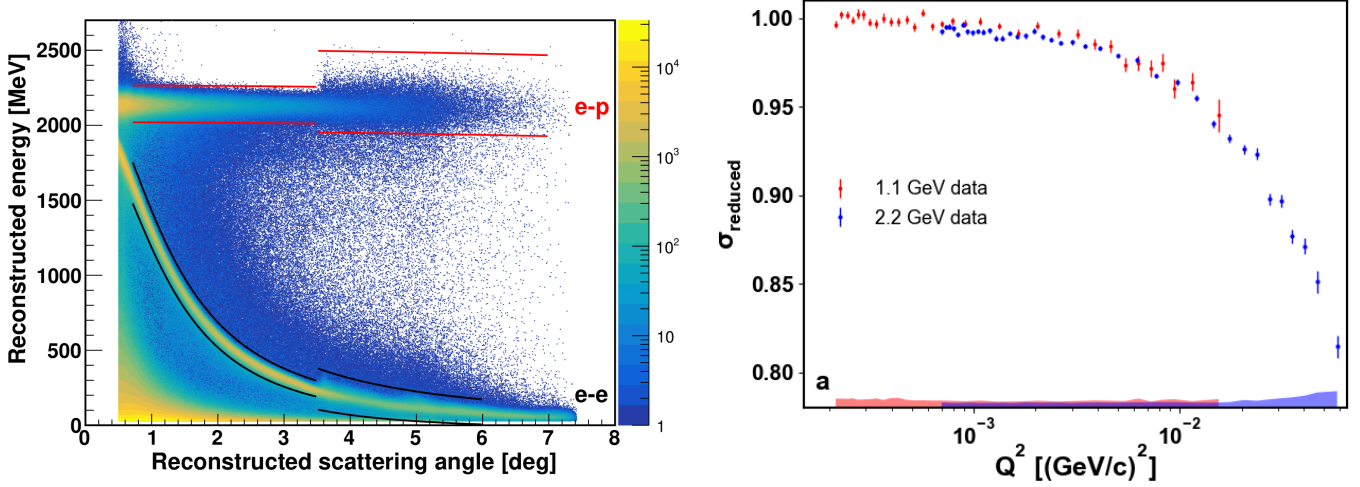 Reconstructed energy [MeV]
2500
2000
1500
1000
500
0
0 1 2 3 4 5 6 7 8
Reconstructed scattering angle [deg]
e-p
e-e
10⁴
10³
10²
10
1
σreduced
1.00
0.95
0.90
0.85
0.80
1.1 GeV data
2.2 GeV data
a
10⁻³ 10⁻²
Q² [(GeV/c)²]